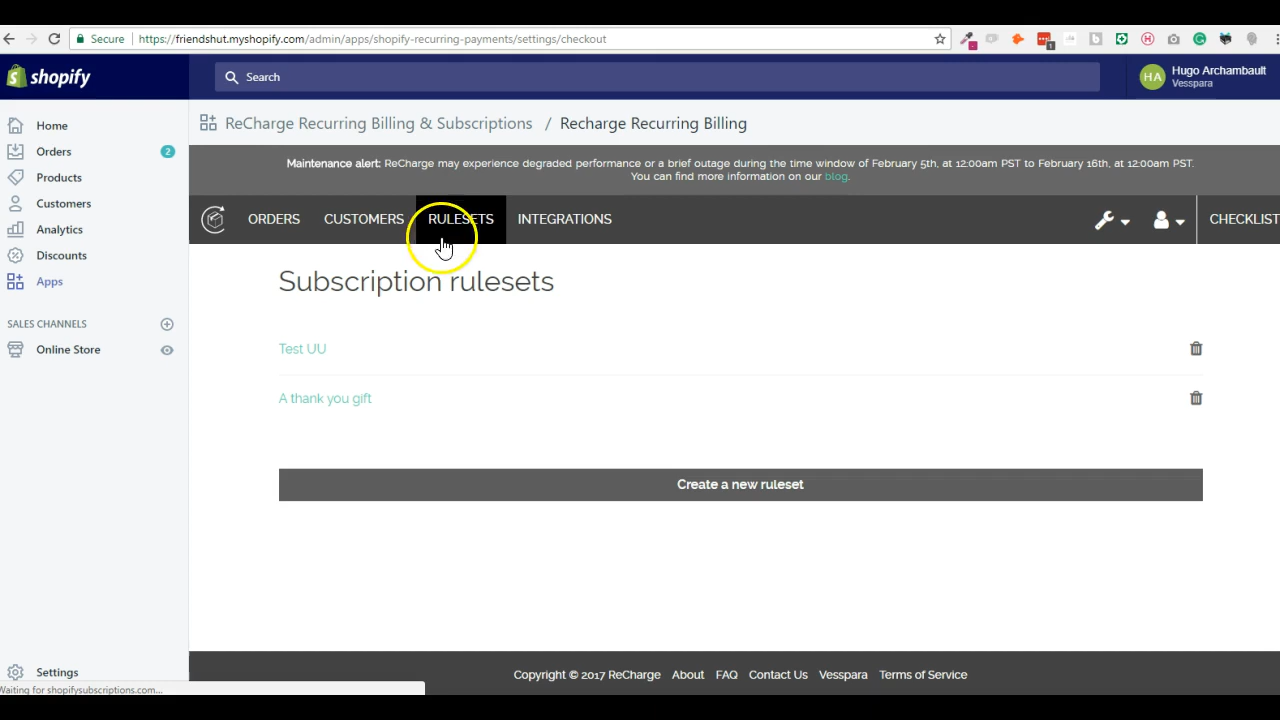 Secure https://friendshut.myshopify.com/admin/apps/shopify-recurring-payments/settings/checkout
shopify
Search
HA
Hugo Archambault
Vesspara
Home
Orders 2
Products
Customers
Analytics
Discounts
Apps
SALES CHANNELS
Online Store
Settings
ReCharge Recurring Billing & Subscriptions / Recharge Recurring Billing
Maintenance alert: ReCharge may experience degraded performance or a brief outage during the time window of February 5th, at 12:00am PST to February 16th, at 12:00am PST.
You can find more information on our blog.
ORDERS CUSTOMERS RULESETS INTEGRATIONS CHECKLIST
Subscription rulesets
Test UU
A thank you gift
Create a new ruleset
Copyright © 2017 ReCharge About FAQ Contact Us Vesspara Terms of Service
Waiting for shopifysubscriptions.com...